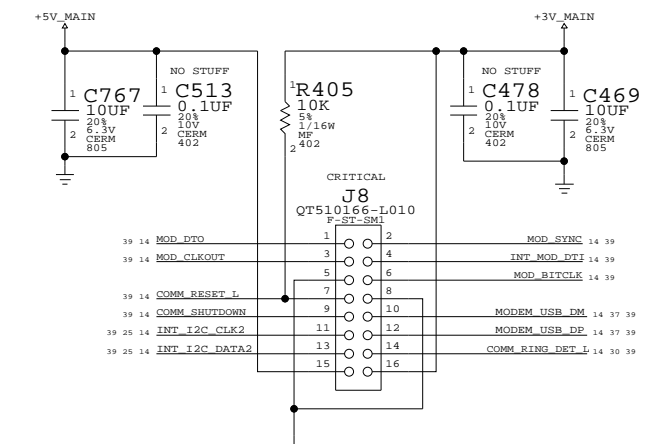 +5V_MAIN
+3V_MAIN
NO STUFF
NO STUFF
1 C767
10UF
20%
6.3V
CERM
805
2
1 C513
0.1UF
20%
10V
CERM
402
2
1 R405
10K
5%
1/16W
MF
402
2
1 C478
0.1UF
20%
10V
CERM
402
2
1 C469
10UF
20%
6.3V
CERM
805
2
CRITICAL
J8
QT510166-L010
F-ST-SM1
39 14 MOD_DTO 1 2 MOD_SYNC 14 39
39 14 MOD_CLKOUT 3 4 INT_MOD_DTI 14 39
5 6 MOD_BITCLK 14 39
39 14 COMM_RESET_L 7 8
39 14 COMM_SHUTDOWN 9 10 MODEM_USB_DM 14 37 39
39 25 14 INT_I2C_CLK2 11 12 MODEM_USB_DP 14 37 39
39 25 14 INT_I2C_DATA2 13 14 COMM_RING_DET_L 14 30 39
15 16